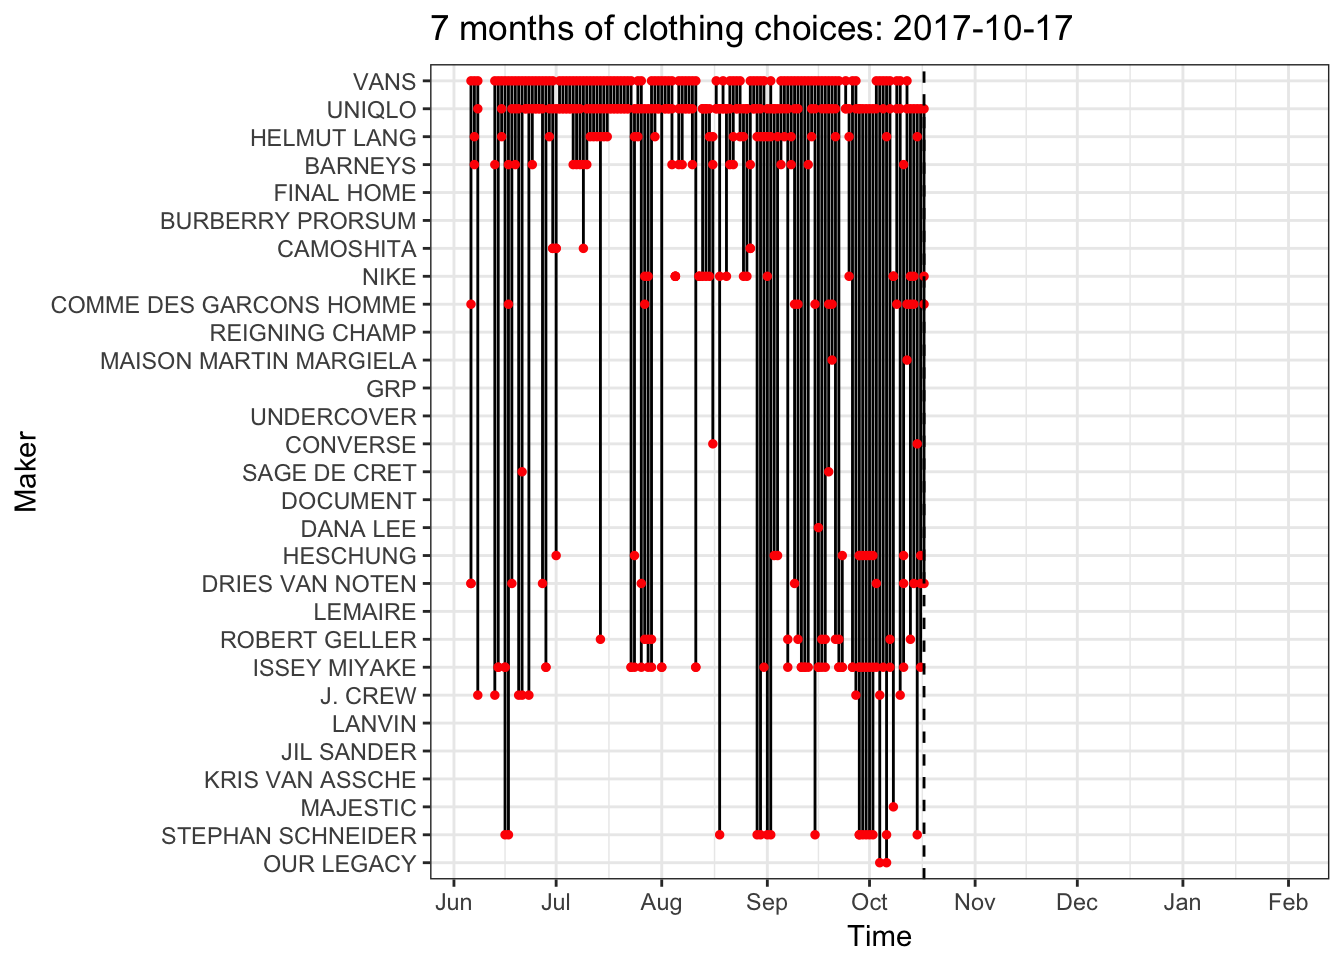 7 months of clothing choices: 2017-10-17
VANS
UNIQLO
HELMUT LANG
BARNEYS
FINAL HOME
BURBERRY PRORSUM
CAMOSHITA
NIKE
COMME DES GARCONS HOMME
REIGNING CHAMP
MAISON MARTIN MARGIELA
GRP
UNDERCOVER
CONVERSE
SAGE DE CRET
DOCUMENT
DANA LEE
HESCHUNG
DRIES VAN NOTEN
LEMAIRE
ROBERT GELLER
ISSEY MIYAKE
J. CREW
LANVIN
JIL SANDER
KRIS VAN ASSCHE
MAJESTIC
STEPHAN SCHNEIDER
OUR LEGACY
Maker
Jun Jul Aug Sep Oct Nov Dec Jan Feb
Time